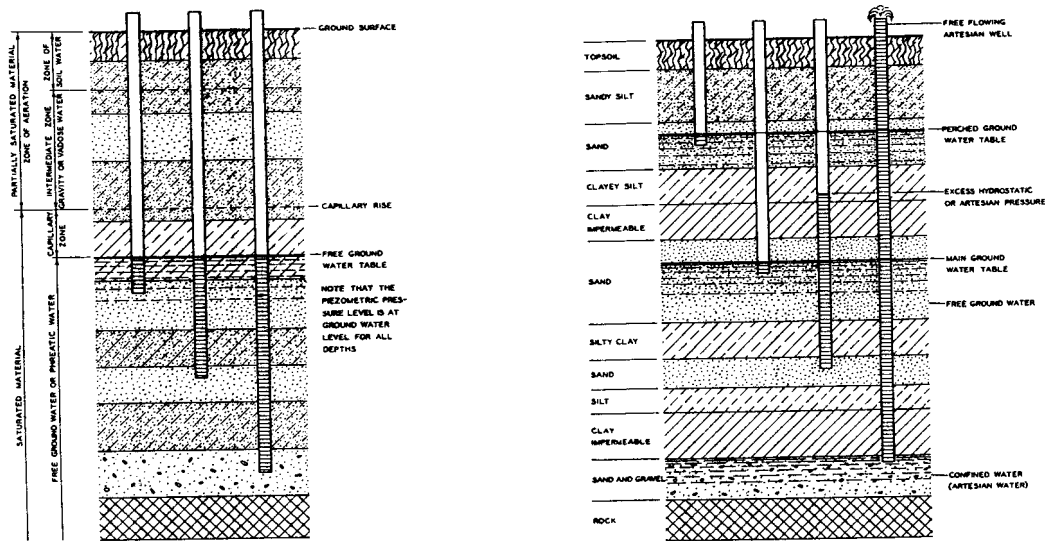 PARTIALLY SATURATED MATERIAL
ZONE OF AERATION
ZONE OF
SOIL WATER
INTERMEDIATE ZONE
GRAVITY OR VADOSE WATER
CAPILLARY
ZONE
SATURATED MATERIAL
FREE GROUND WATER OR PHREATIC WATER
GROUND SURFACE
CAPILLARY RISE
FREE GROUND
WATER TABLE
NOTE THAT THE
PIEZOMETRIC PRES-
SURE LEVEL IS AT
GROUND WATER
LEVEL FOR ALL
DEPTHS
TOPSOIL
SANDY SILT
SAND
CLAYEY SILT
CLAY
IMPERMEABLE
SAND
SILTY CLAY
SAND
SILT
CLAY
IMPERMEABLE
SAND AND GRAVEL
ROCK
FREE FLOWING
ARTESIAN WELL
PERCHED GROUND
WATER TABLE
EXCESS HYDROSTATIC
OR ARTESIAN PRESSURE
MAIN GROUND
WATER TABLE
FREE GROUND WATER
CONFINED WATER
(ARTESIAN WATER)